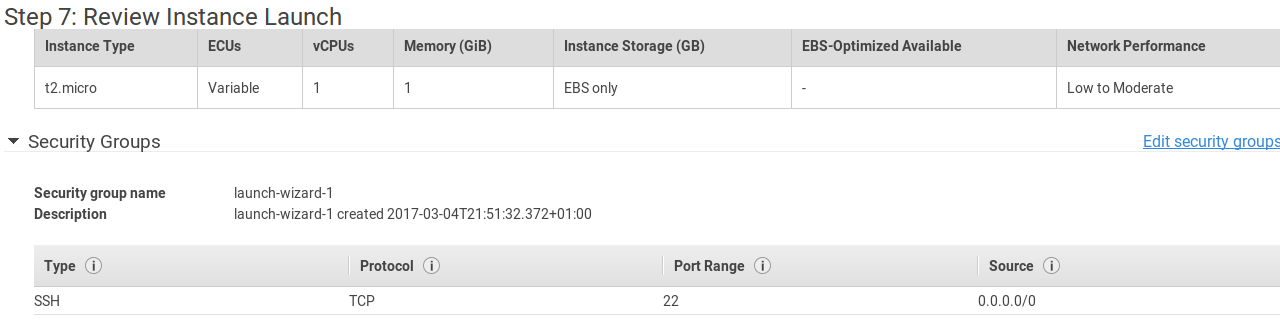 Step 7: Review Instance Launch
Instance Type ECUs vCPUs Memory (GiB) Instance Storage (GB) EBS-Optimized Available Network Performance
t2.micro Variable 1 1 EBS only - Low to Moderate
Security Groups Edit security groups
Security group name launch-wizard-1
Description launch-wizard-1 created 2017-03-04T21:51:32.372+01:00
Type i Protocol i Port Range i Source i
SSH TCP 22 0.0.0.0/0